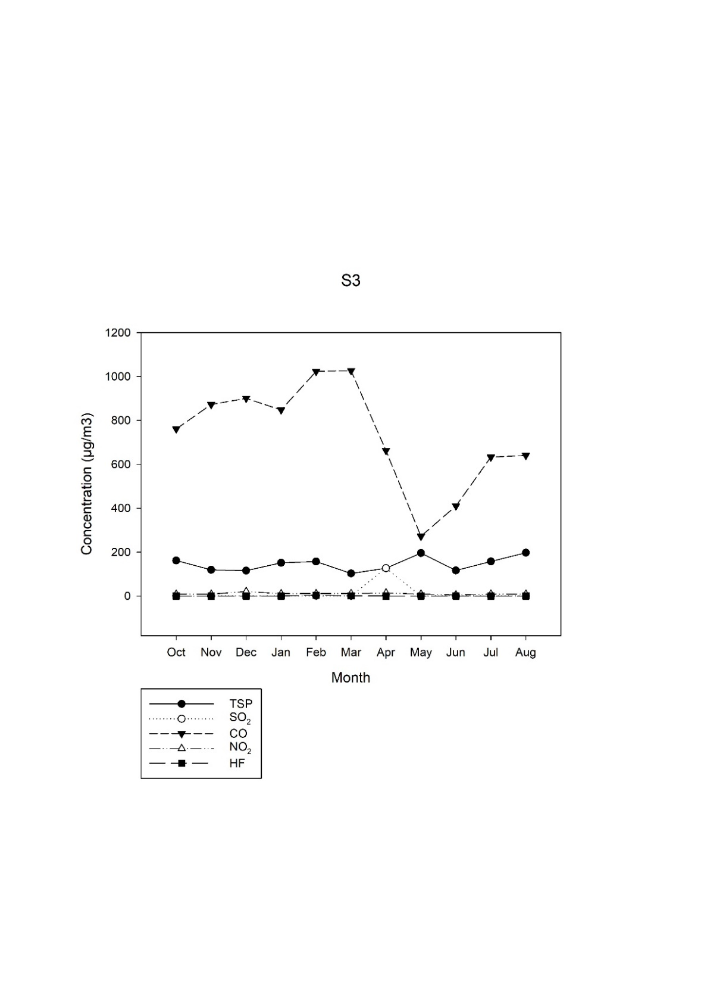 S3
1200
1000
800
600
400
200
0
Concentration (µg/m3)
Oct Nov Dec Jan Feb Mar Apr May Jun Jul Aug
Month
TSP
SO₂
CO
NO₂
HF